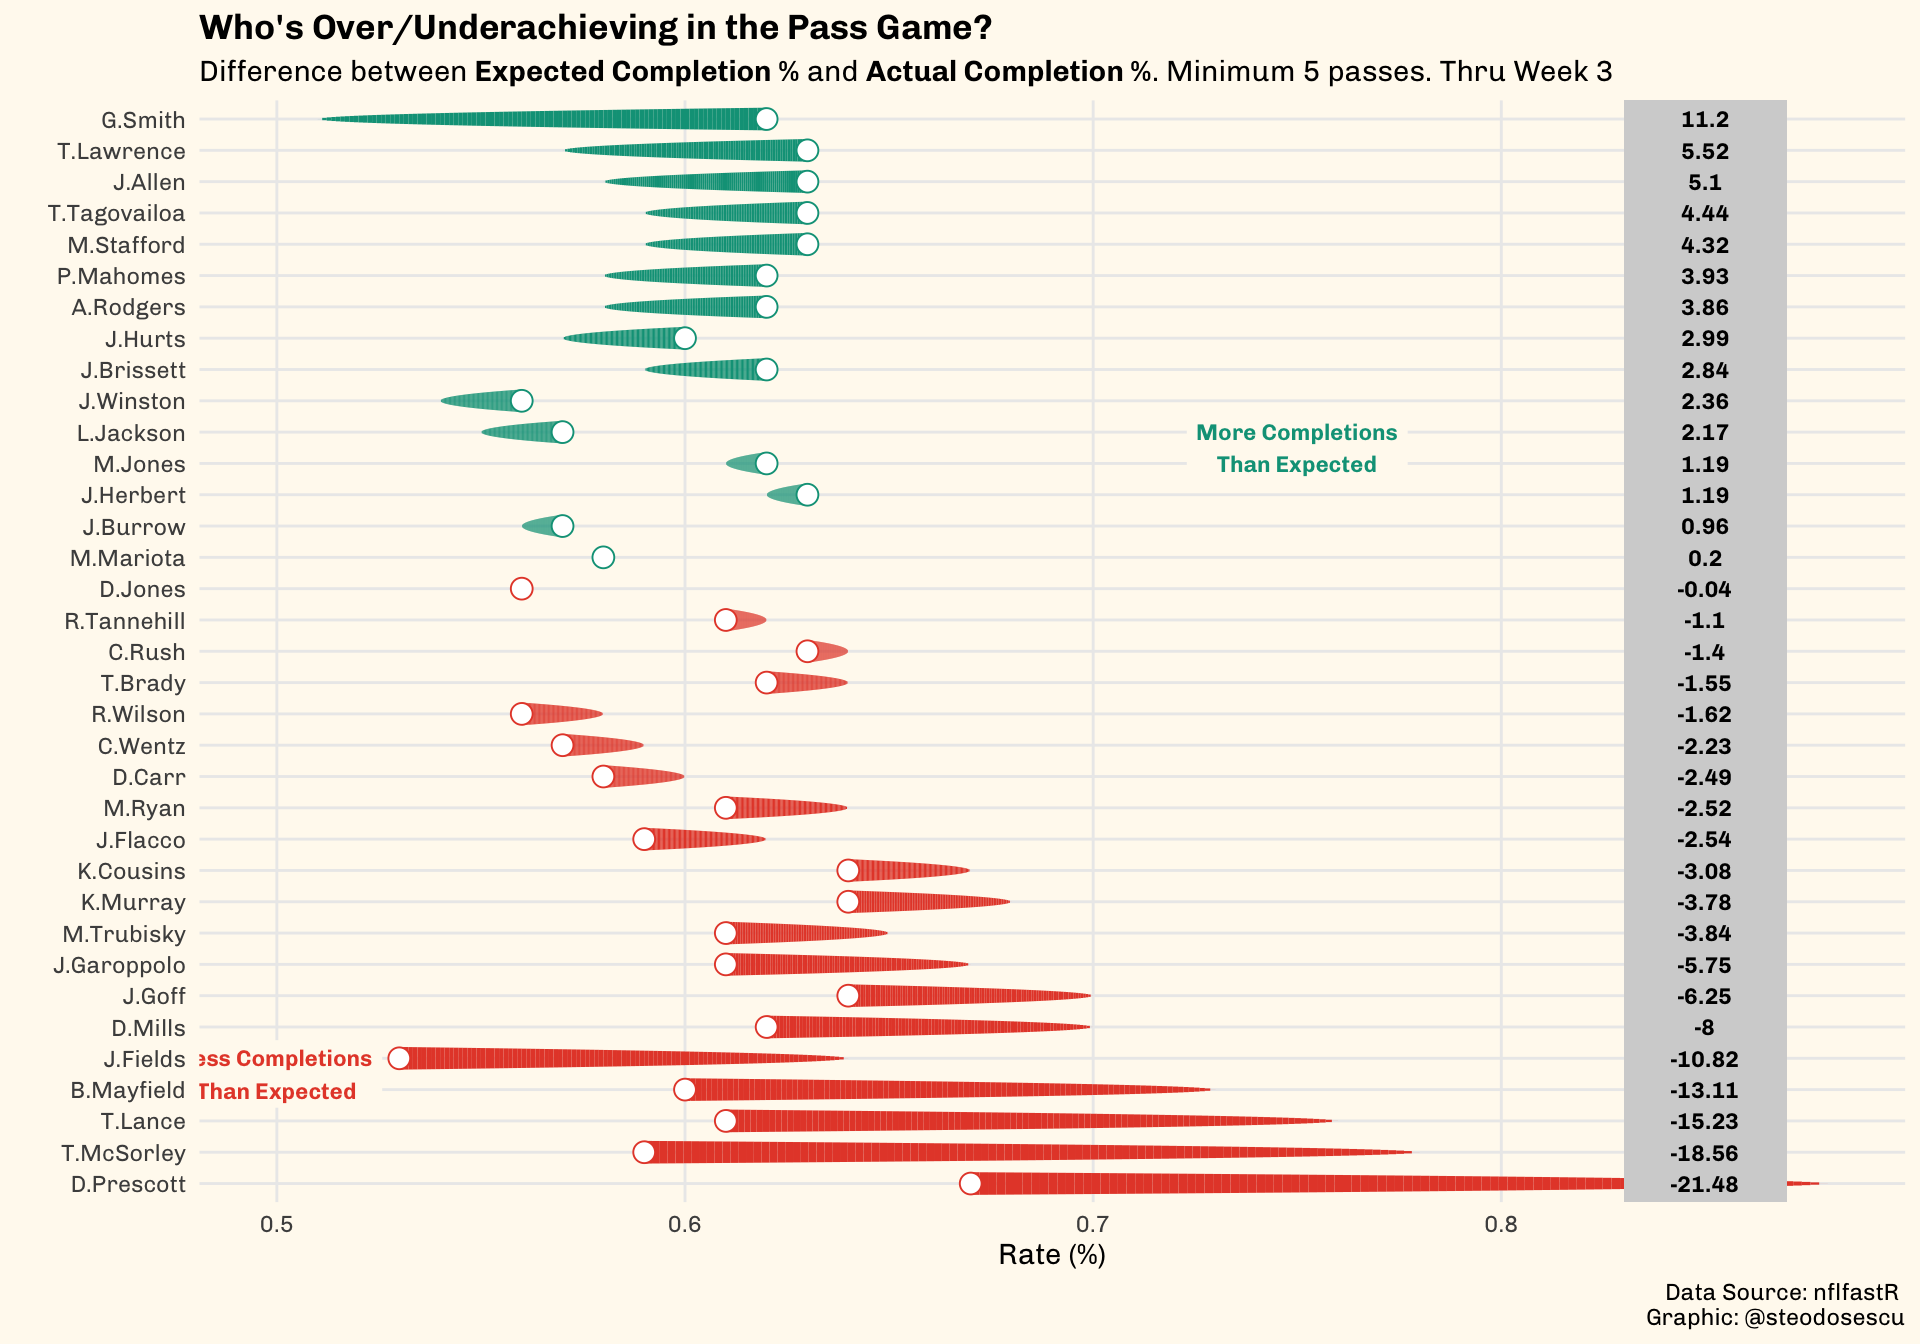 Who's Over/Underachieving in the Pass Game?
Difference between Expected Completion % and Actual Completion %. Minimum 5 passes. Thru Week 3
G.Smith 11.2
T.Lawrence 5.52
J.Allen 5.1
T.Tagovailoa 4.44
M.Stafford 4.32
P.Mahomes 3.93
A.Rodgers 3.86
J.Hurts 2.99
J.Brissett 2.84
J.Winston 2.36
L.Jackson More Completions 2.17
M.Jones Than Expected 1.19
J.Herbert 1.19
J.Burrow 0.96
M.Mariota 0.2
D.Jones -0.04
R.Tannehill -1.1
C.Rush -1.4
T.Brady -1.55
R.Wilson -1.62
C.Wentz -2.23
D.Carr -2.49
M.Ryan -2.52
J.Flacco -2.54
K.Cousins -3.08
K.Murray -3.78
M.Trubisky -3.84
J.Garoppolo -5.75
J.Goff -6.25
D.Mills -8
J.Fields ess Completions -10.82
B.Mayfield Than Expected -13.11
T.Lance -15.23
T.McSorley -18.56
D.Prescott -21.48
0.5 0.6 0.7 0.8
Rate (%)
Data Source: nflfastR
Graphic: @steodosescu